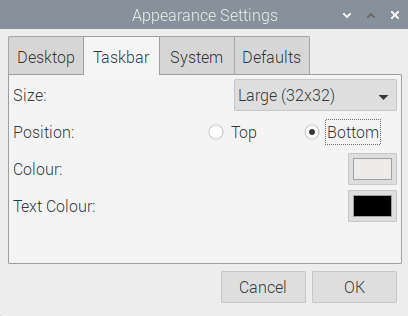 Appearance Settings
Desktop Taskbar System Defaults
Size: Large (32x32)
Position: Top Bottom
Colour:
Text Colour:
Cancel OK